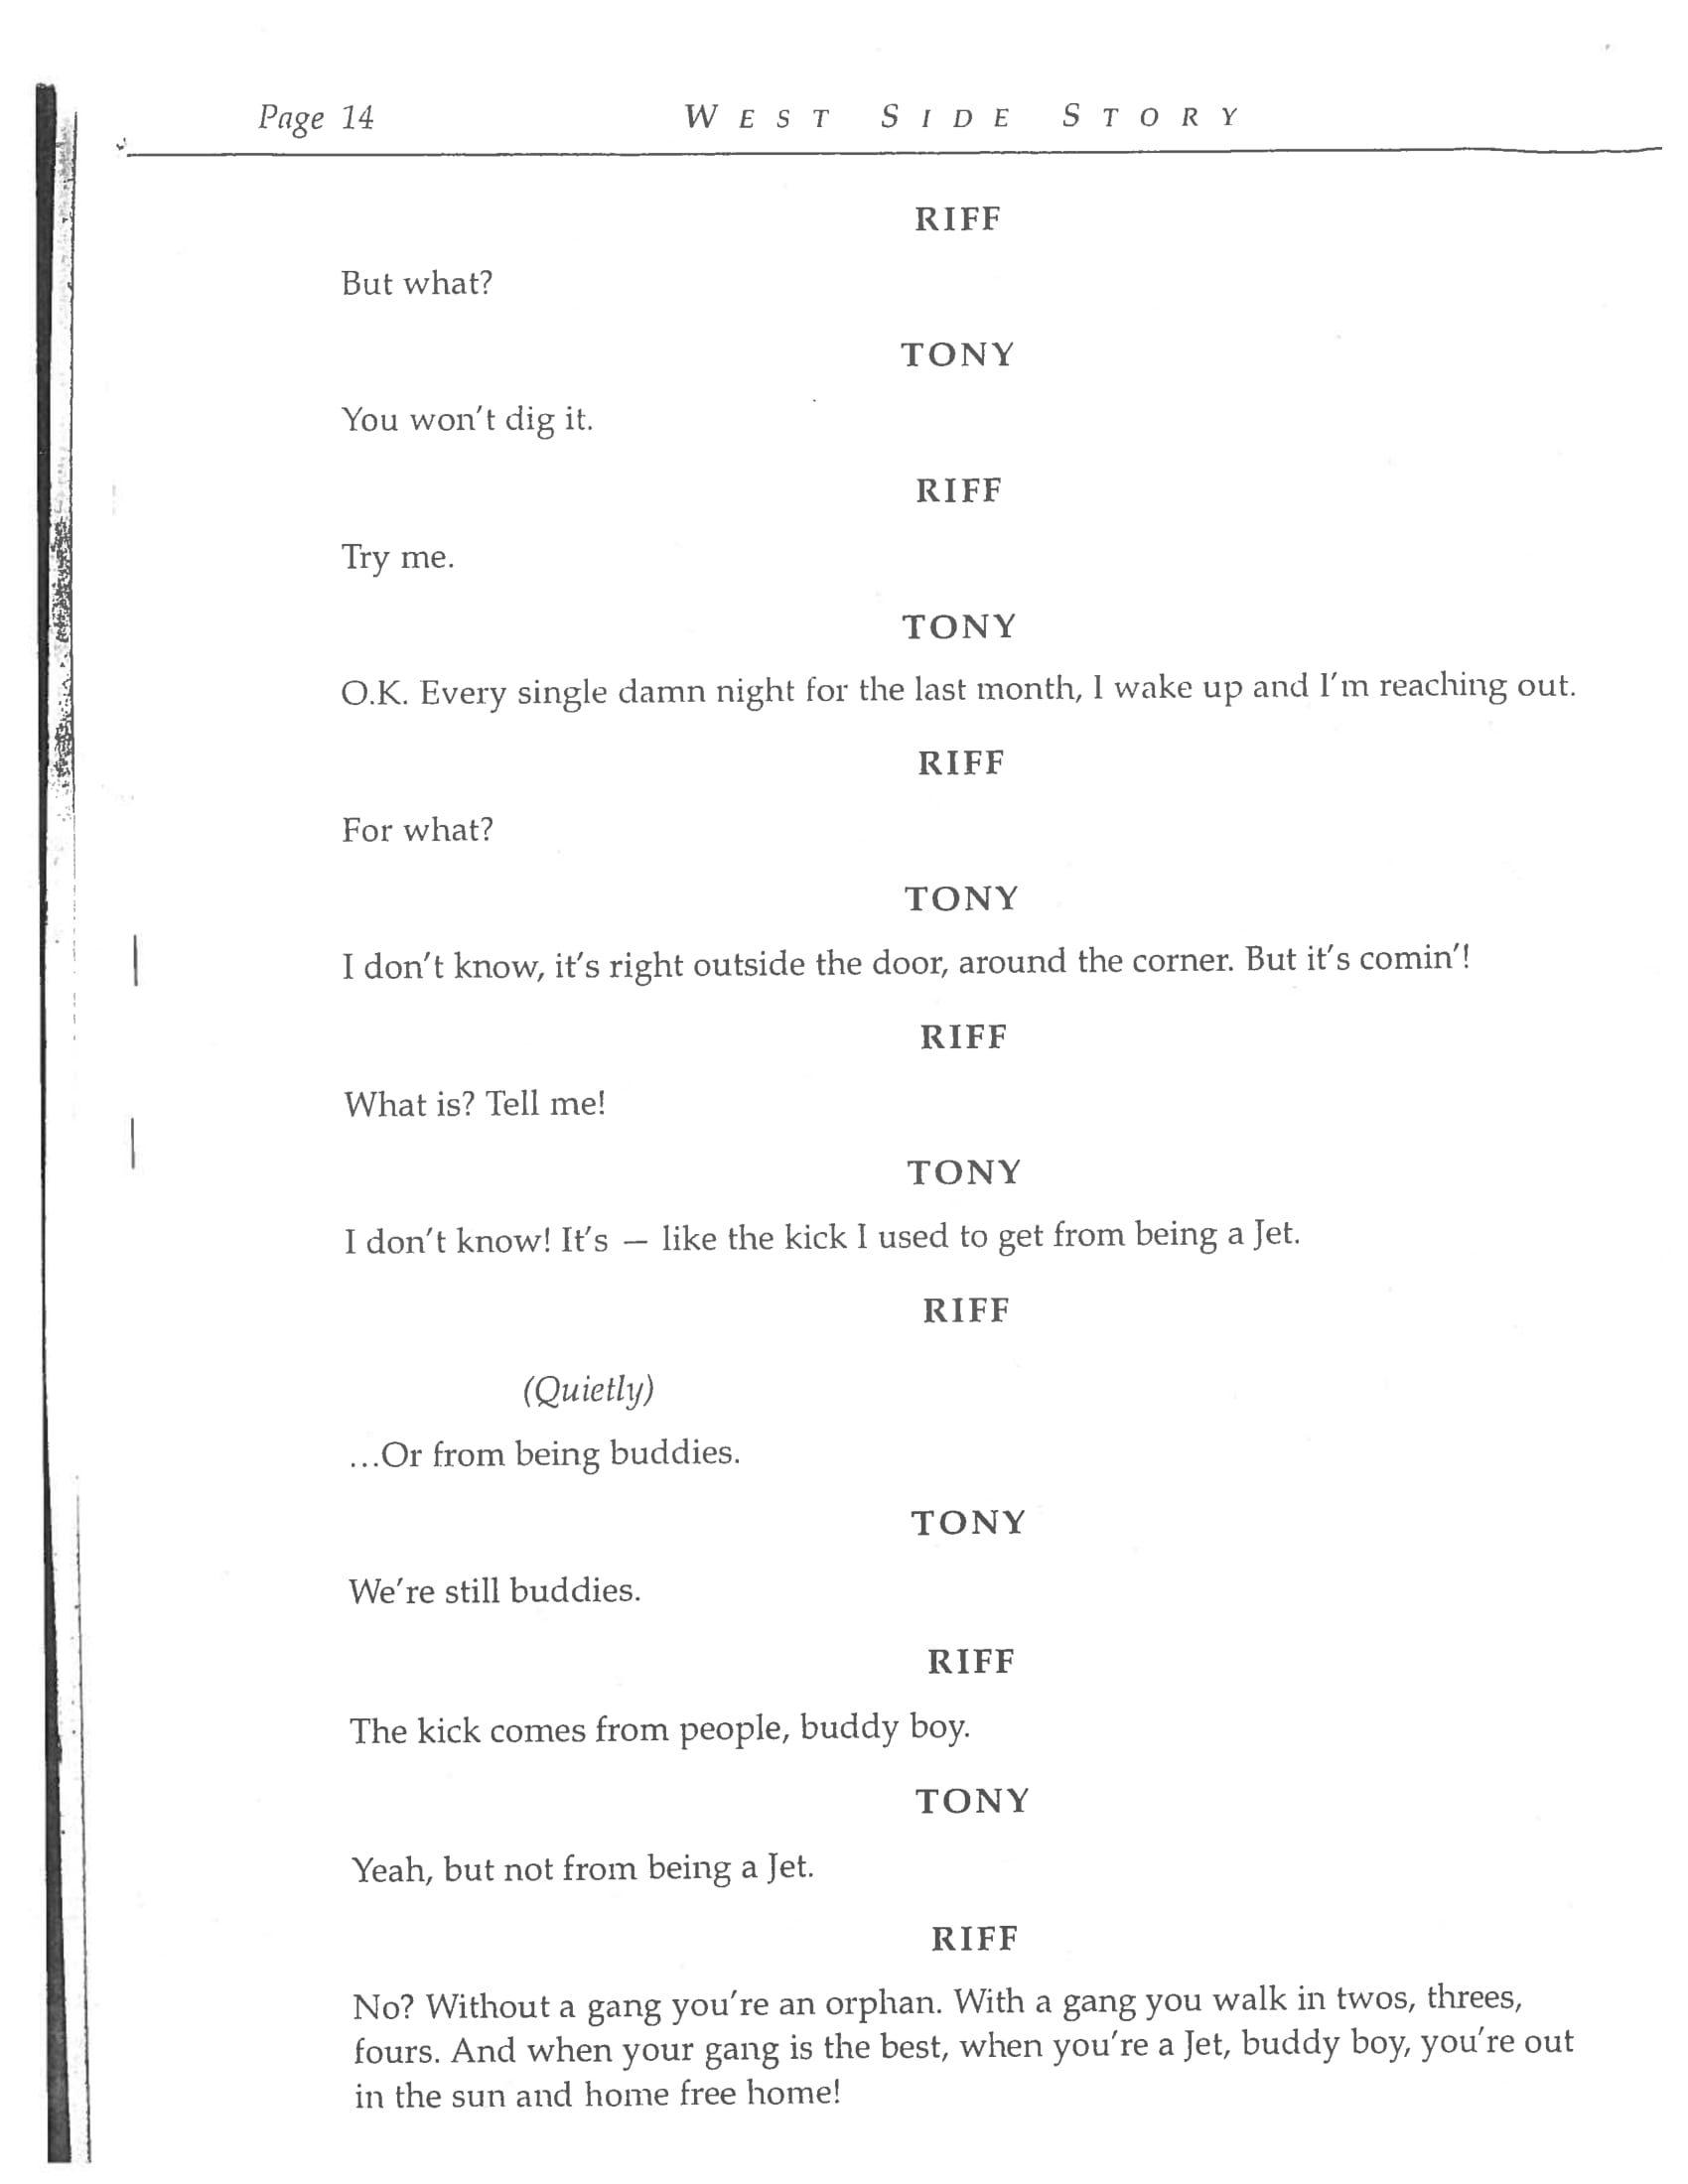 Page 14 WEST SIDE STORY
RIFF
But what?
TONY
You won't dig it.
RIFF
Try me.
TONY
O.K. Every single damn night for the last month, I wake up and I'm reaching out.
RIFF
For what?
TONY
I don't know, it's right outside the door, around the corner. But it's comin'!
RIFF
What is? Tell me!
TONY
I don't know! It's — like the kick I used to get from being a Jet.
RIFF
(Quietly)
...Or from being buddies.
TONY
We're still buddies.
RIFF
The kick comes from people, buddy boy.
TONY
Yeah, but not from being a Jet.
RIFF
No? Without a gang you're an orphan. With a gang you walk in twos, threes,
fours. And when your gang is the best, when you're a Jet, buddy boy, you're out
in the sun and home free home!